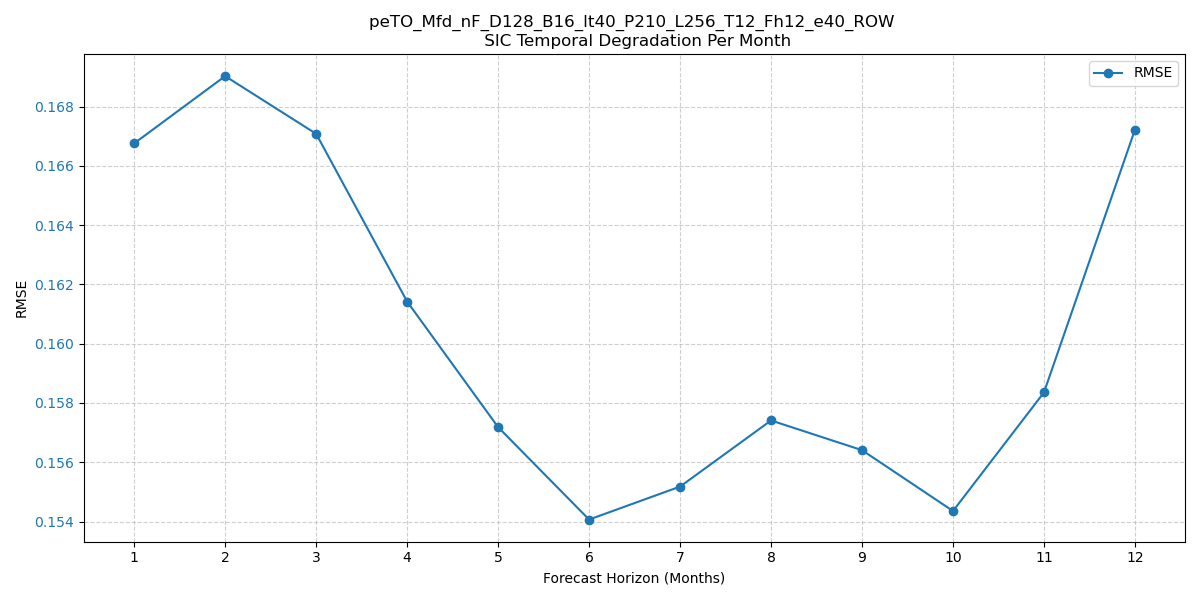 peTO_Mfd_nF_D128_B16_lt40_P210_L256_T12_Fh12_e40_ROW
SIC Temporal Degradation Per Month
RMSE
0.168
0.166
0.164
0.162
0.160
0.158
0.156
0.154
RMSE
1 2 3 4 5 6 7 8 9 10 11 12
Forecast Horizon (Months)